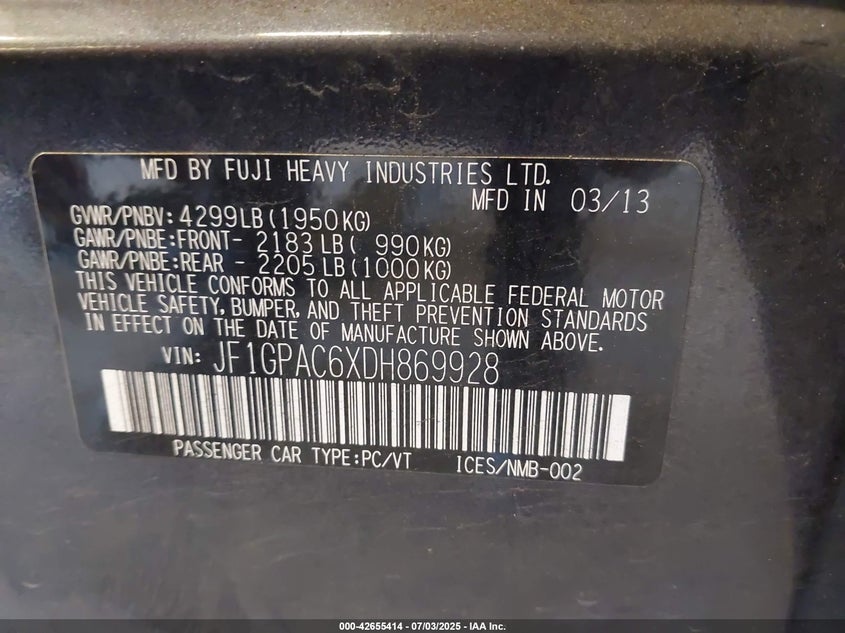 MFD BY FUJI HEAVY INDUSTRIES LTD.
MFD IN 03/13
GVWR/PNBV: 4299LB(1950KG)
GAWR/PNBE:FRONT- 2183LB( 990KG)
GAWR/PNBE:REAR - 2205LB(1000KG)
THIS VEHICLE CONFORMS TO ALL APPLICABLE FEDERAL MOTOR
VEHICLE SAFETY, BUMPER, AND THEFT PREVENTION STANDARDS
IN EFFECT ON THE DATE OF MANUFACTURE SHOWN ABOVE.
VIN: JF1GPAC6XDH869928
PASSENGER CAR TYPE:PC/VT ICES/NMB-002
000-42655414 - 07/03/2025 - IAA Inc.